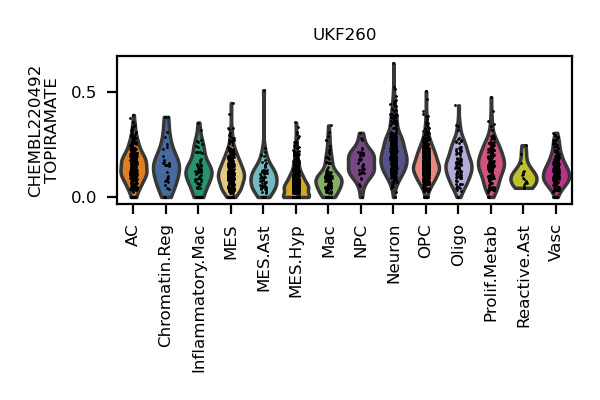 UKF260
CHEMBL220492
TOPIRAMATE
0.5
0.0
AC
Chromatin.Reg
Inflammatory.Mac
MES
MES.Ast
MES.Hyp
Mac
NPC
Neuron
OPC
Oligo
Prolif.Metab
Reactive.Ast
Vasc